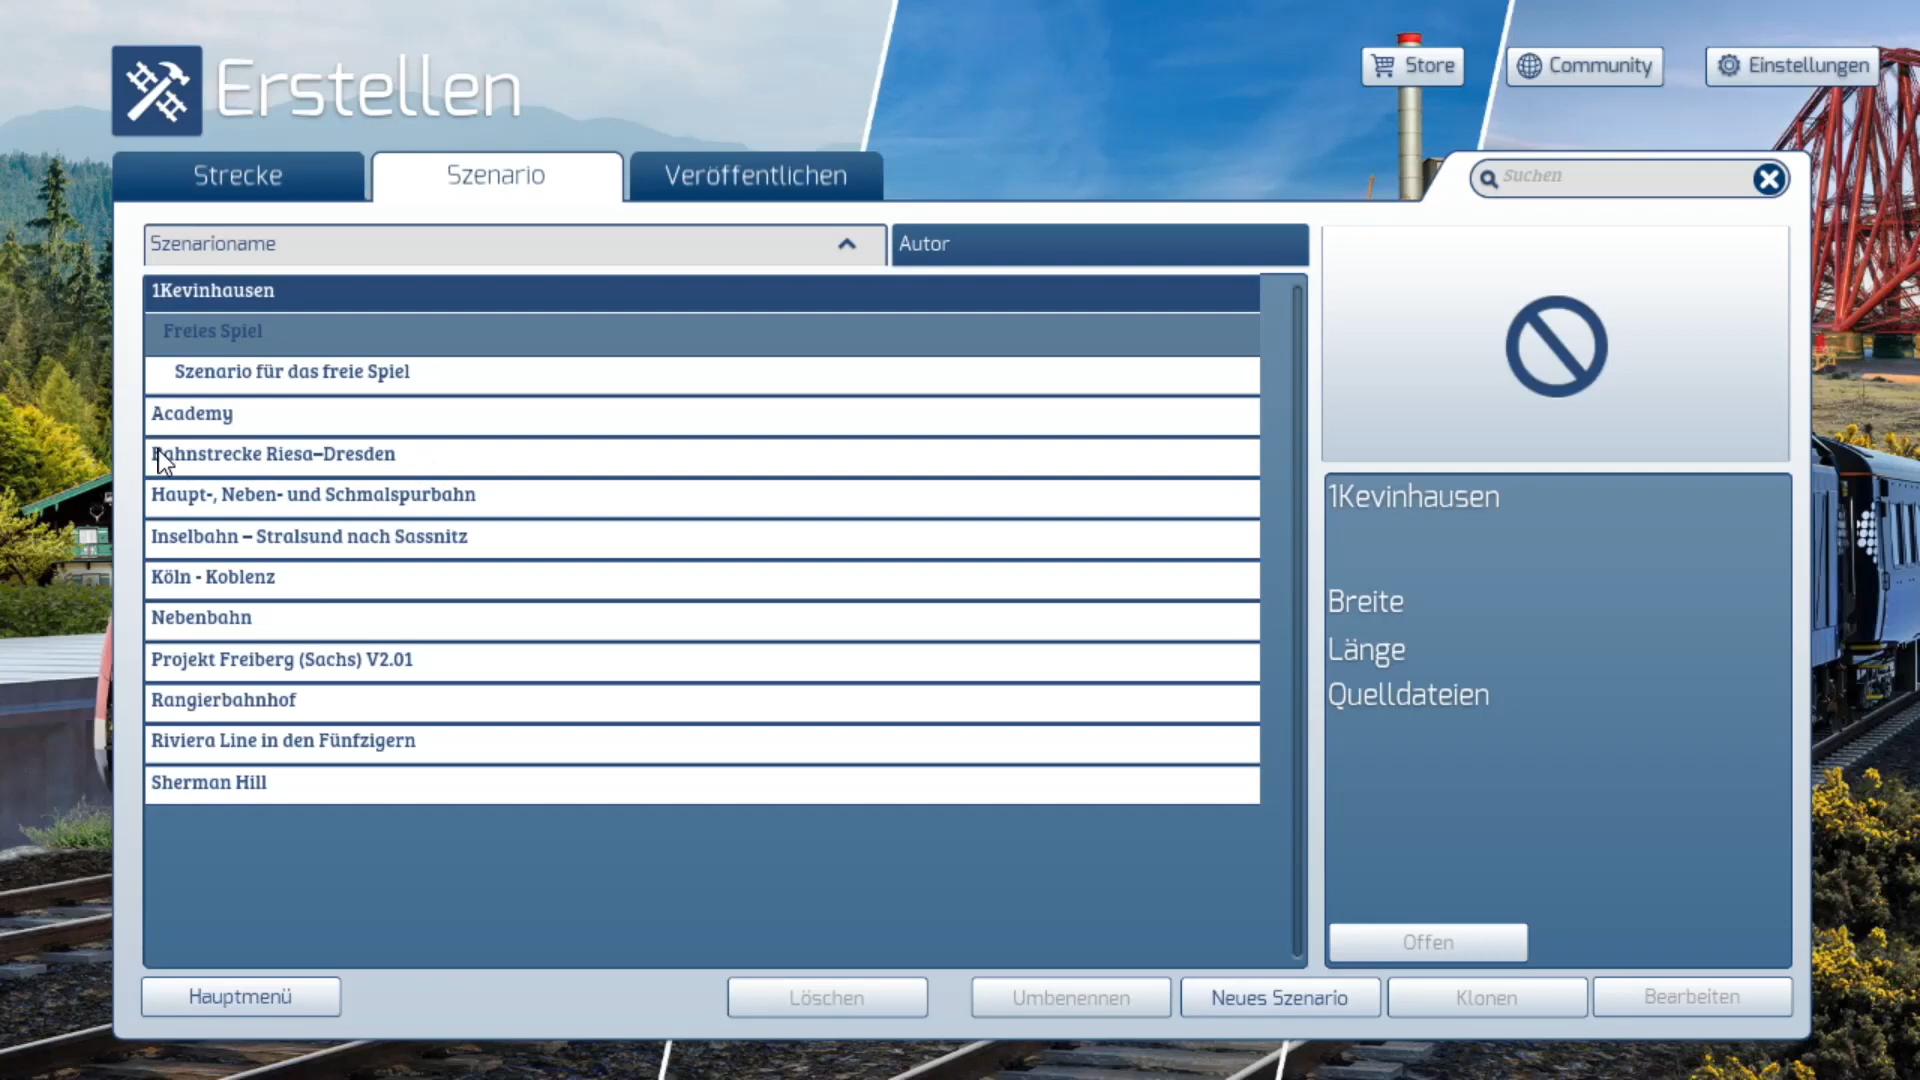 Erstellen
Store
Community
Einstellungen
Strecke
Szenario
Veröffentlichen
Suchen
Szenarioname
Autor
1Kevinhausen
Freies Spiel
Szenario für das freie Spiel
Academy
Bahnstrecke Riesa–Dresden
Haupt-, Neben- und Schmalspurbahn
Inselbahn – Stralsund nach Sassnitz
Köln - Koblenz
Nebenbahn
Projekt Freiberg (Sachs) V2.01
Rangierbahnhof
Riviera Line in den Fünfzigern
Sherman Hill
1Kevinhausen
Breite
Länge
Quelldateien
Offen
Hauptmenü
Löschen
Umbenennen
Neues Szenario
Klonen
Bearbeiten